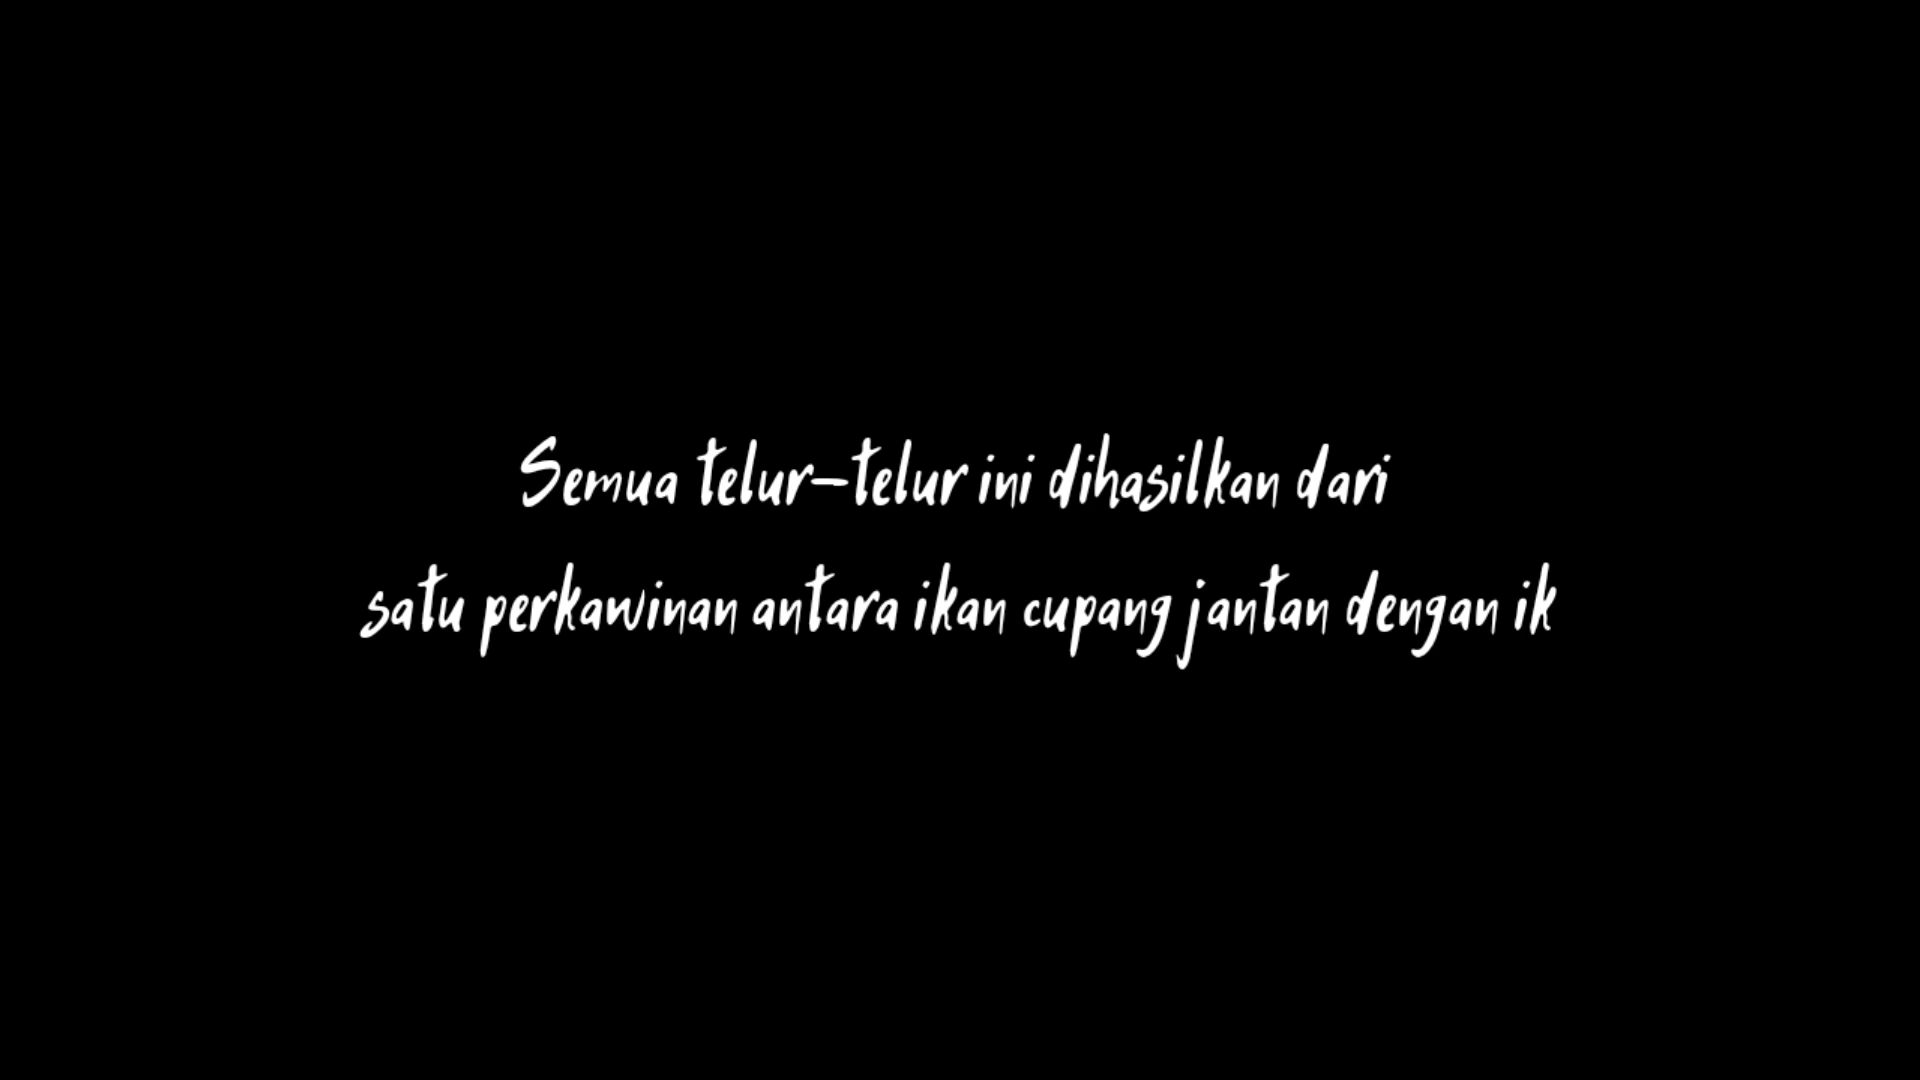 Semua telur-telur ini dihasilkan dari
satu perkawinan antara ikan cupang jantan dengan ik